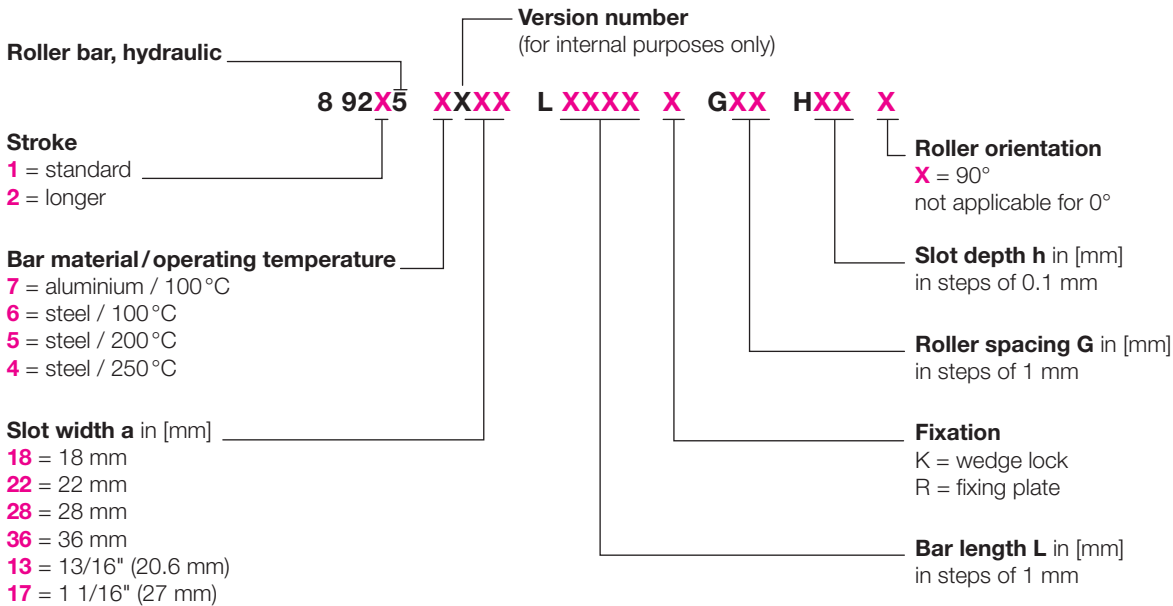 Version number
(for internal purposes only)
Roller bar, hydraulic
8 92X5 XXXX L XXXX X GXX HXX X
Stroke
1 = standard
2 = longer
Bar material / operating temperature
7 = aluminium / 100 °C
6 = steel / 100 °C
5 = steel / 200 °C
4 = steel / 250 °C
Slot width a in [mm]
18 = 18 mm
22 = 22 mm
28 = 28 mm
36 = 36 mm
13 = 13/16" (20.6 mm)
17 = 1 1/16" (27 mm)
Roller orientation
X = 90°
not applicable for 0°
Slot depth h in [mm]
in steps of 0.1 mm
Roller spacing G in [mm]
in steps of 1 mm
Fixation
K = wedge lock
R = fixing plate
Bar length L in [mm]
in steps of 1 mm